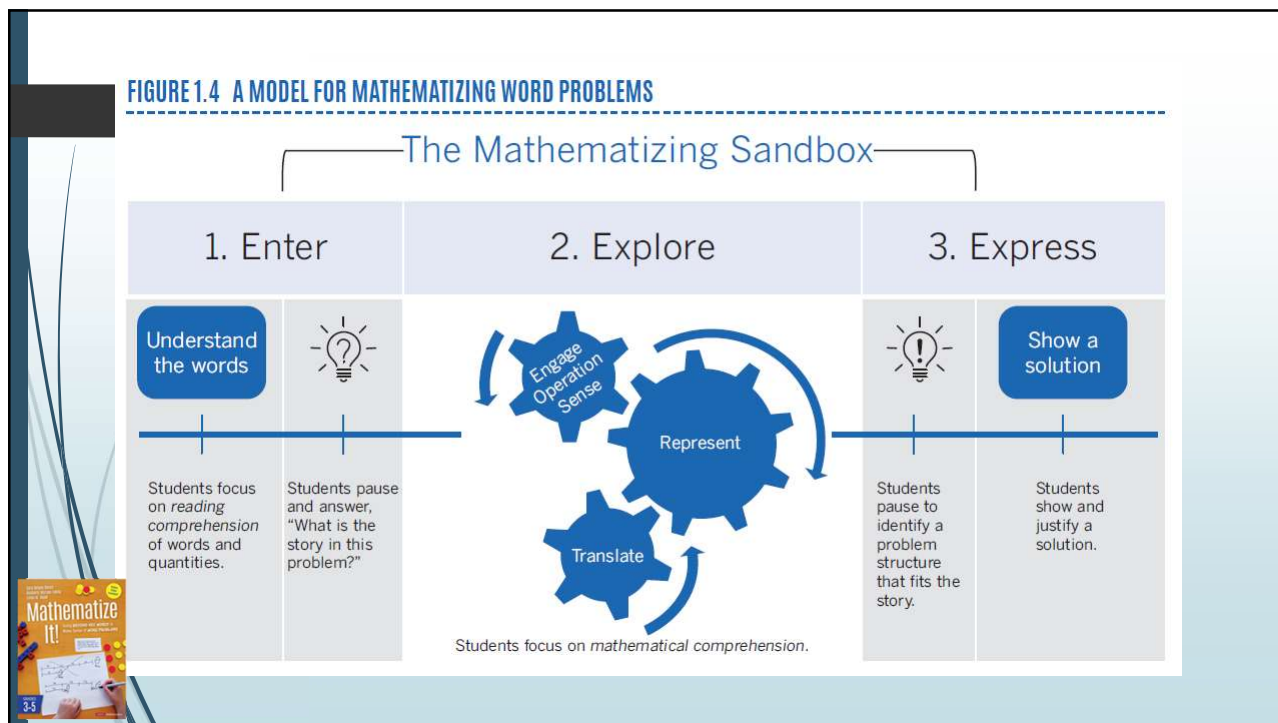 FIGURE 1.4 A MODEL FOR MATHEMATIZING WORD PROBLEMS
The Mathematizing Sandbox
1. Enter
2. Explore
3. Express
Understand
the words
?
Engage
Operation
Sense
Represent
Translate
!
Show a
solution
Students focus
on reading
comprehension
of words and
quantities.
Students pause
and answer,
"What is the
story in this
problem?"
Students focus on mathematical comprehension.
Students
pause to
identify a
problem
structure
that fits the
story.
Students
show and
justify a
solution.
Mathematize
It!
GRADES
3-5